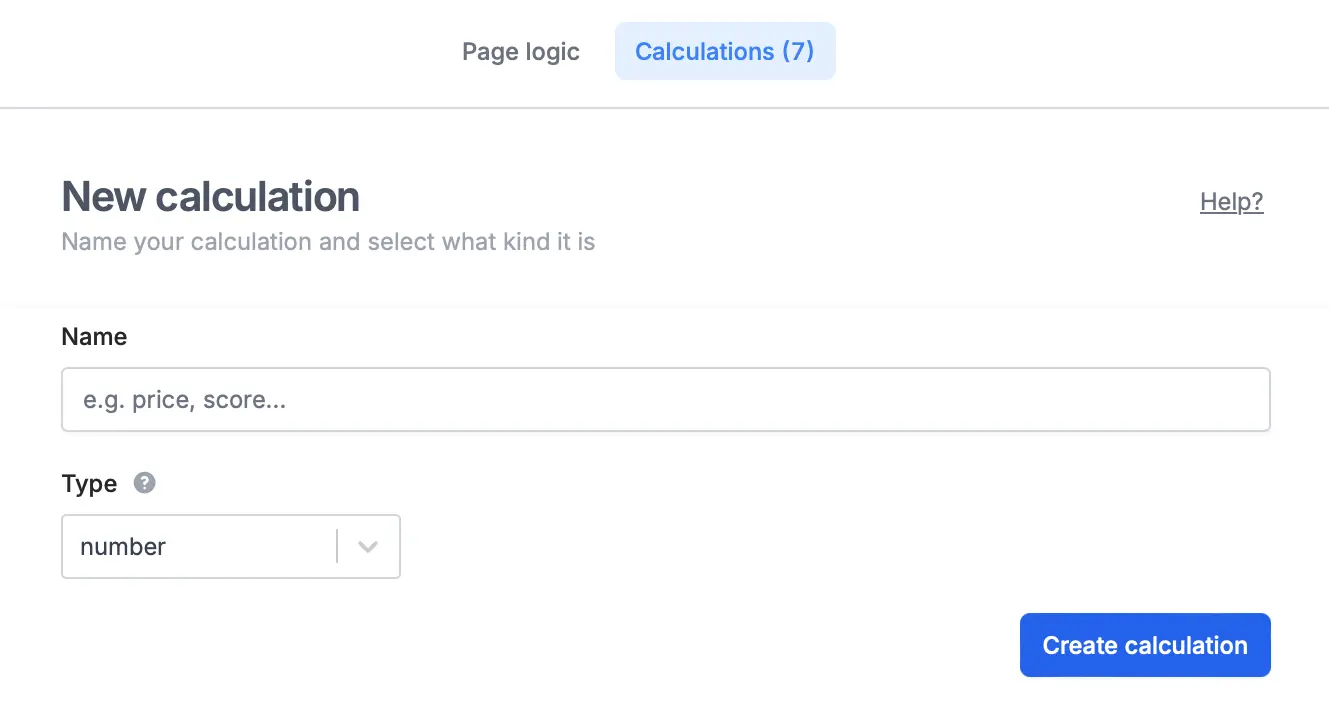 Page logic Calculations (7)
New calculation
Help?
Name your calculation and select what kind it is
Name
e.g. price, score...
Type ?
number
Create calculation